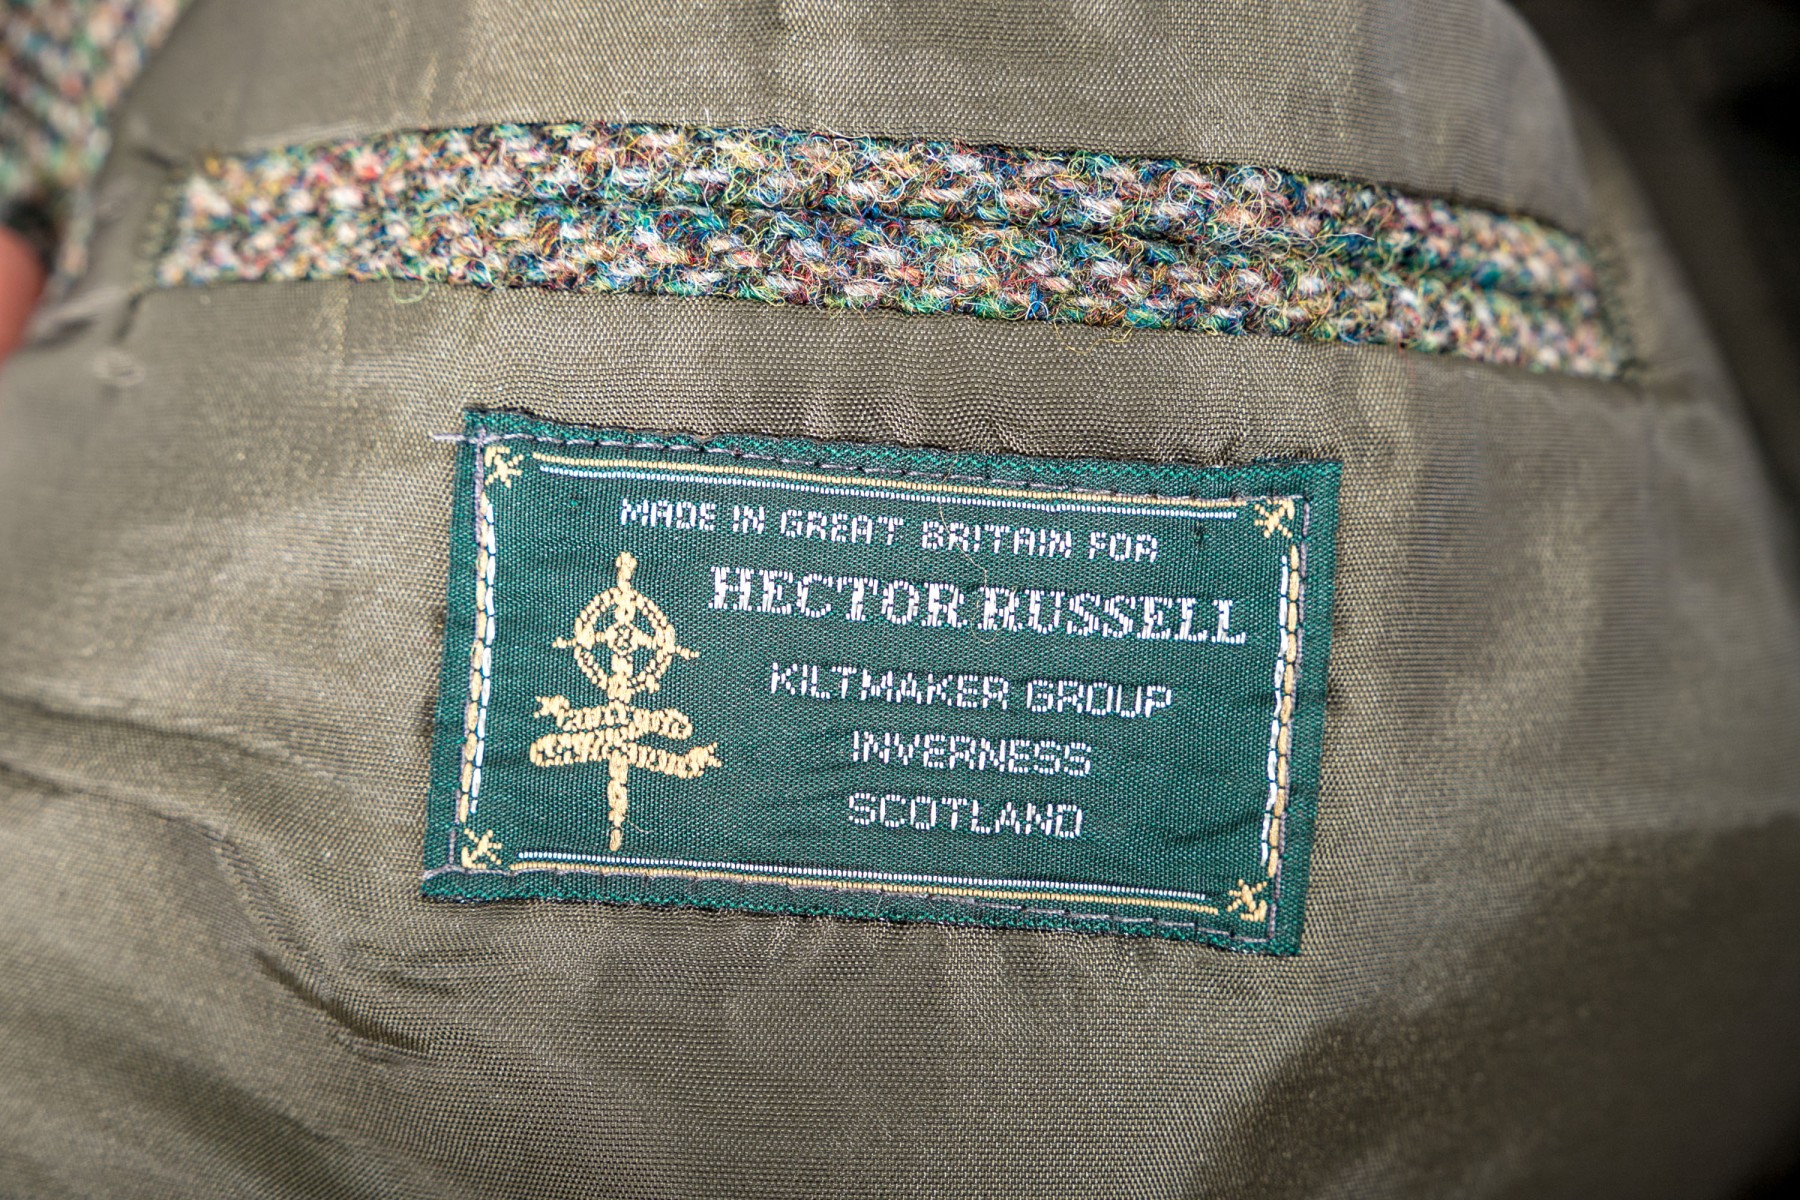 MADE IN GREAT BRITAIN FOR
HECTOR RUSSELL
KILTMAKER GROUP
INVERNESS
SCOTLAND